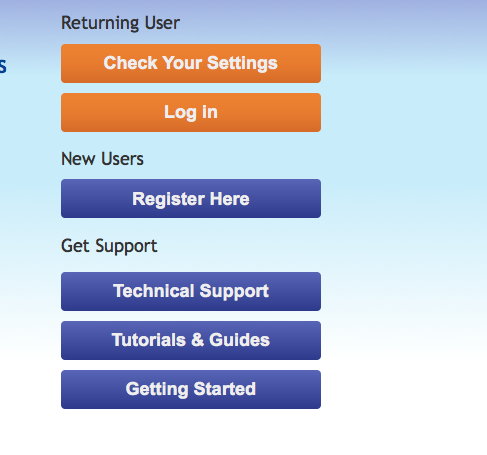 Returning User
Check Your Settings
Log in
New Users
Register Here
Get Support
Technical Support
Tutorials & Guides
Getting Started